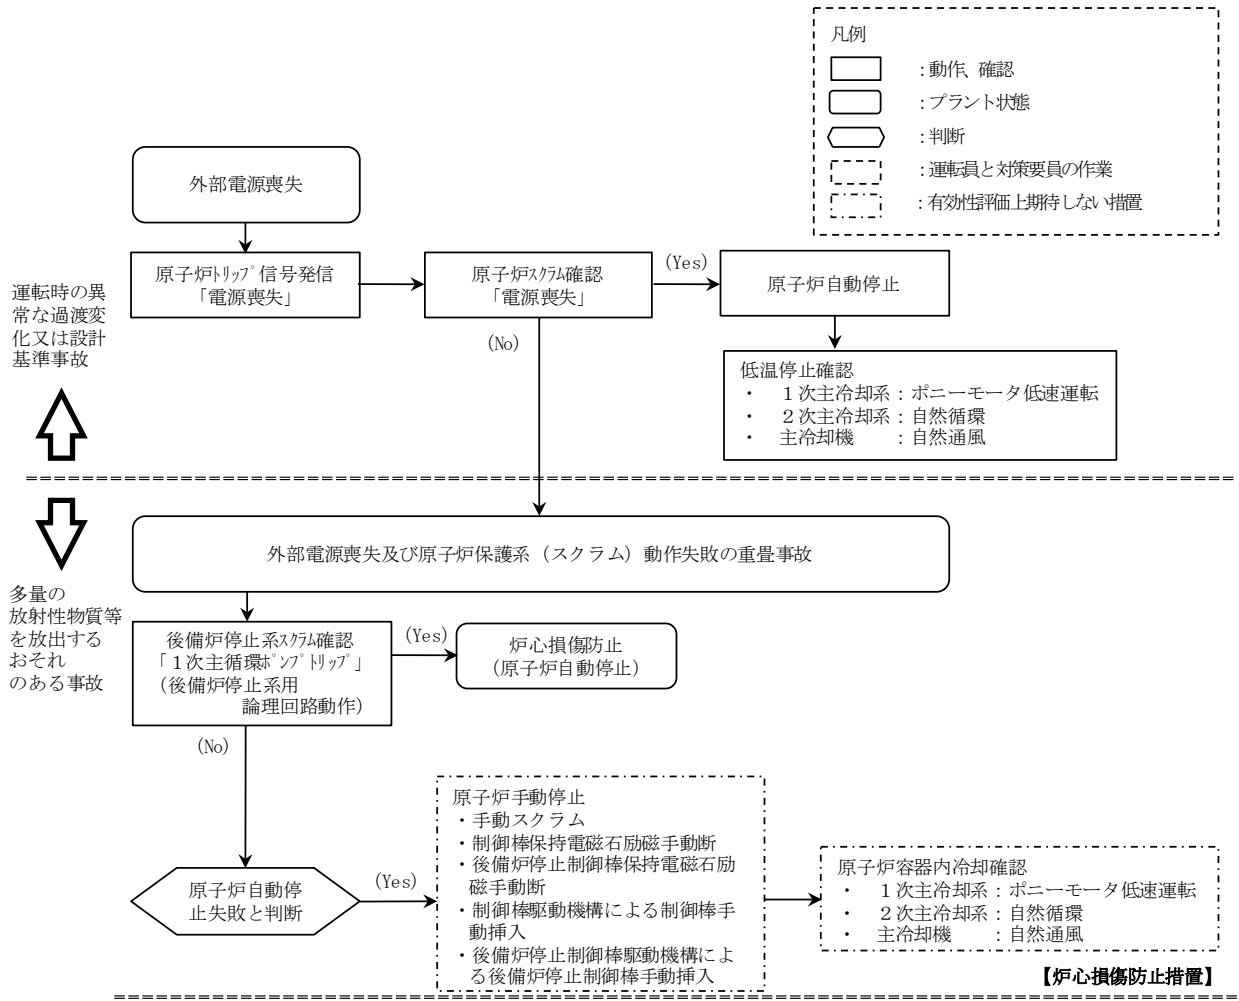 凡例
:動作、確認
:プラント状態
:判断
:運転員と対策要員の作業
:有効性評価上期待しない措置
外部電源喪失
原子炉ﾄﾘｯﾌﾟ信号発信
「電源喪失」
原子炉ｽｸﾗﾑ確認
「電源喪失」
(Yes)
原子炉自動停止
(No)
運転時の異
常な過渡変
化又は設計
基準事故
低温停止確認
・ １次主冷却系：ポニーモータ低速運転
・ ２次主冷却系：自然循環
・ 主冷却機 ：自然通風
外部電源喪失及び原子炉保護系（スクラム）動作失敗の重畳事故
多量の
放射性物質等
を放出する
おそれ
のある事故
後備炉停止系ｽｸﾗﾑ確認
「１次主循環ﾎﾟﾝﾌﾟﾄﾘｯﾌﾟ」
（後備炉停止系用
論理回路動作）
(Yes)
炉心損傷防止
（原子炉自動停止）
(No)
原子炉自動停
止失敗と判断
(Yes)
原子炉手動停止
・手動スクラム
・制御棒保持電磁石励磁手動断
・後備炉停止制御棒保持電磁石励
磁手動断
・制御棒駆動機構による制御棒手
動挿入
・後備炉停止制御棒駆動機構によ
る後備炉停止制御棒手動挿入
原子炉容器内冷却確認
・ １次主冷却系：ポニーモータ低速運転
・ ２次主冷却系：自然循環
・ 主冷却機 ：自然通風
【炉心損傷防止措置】